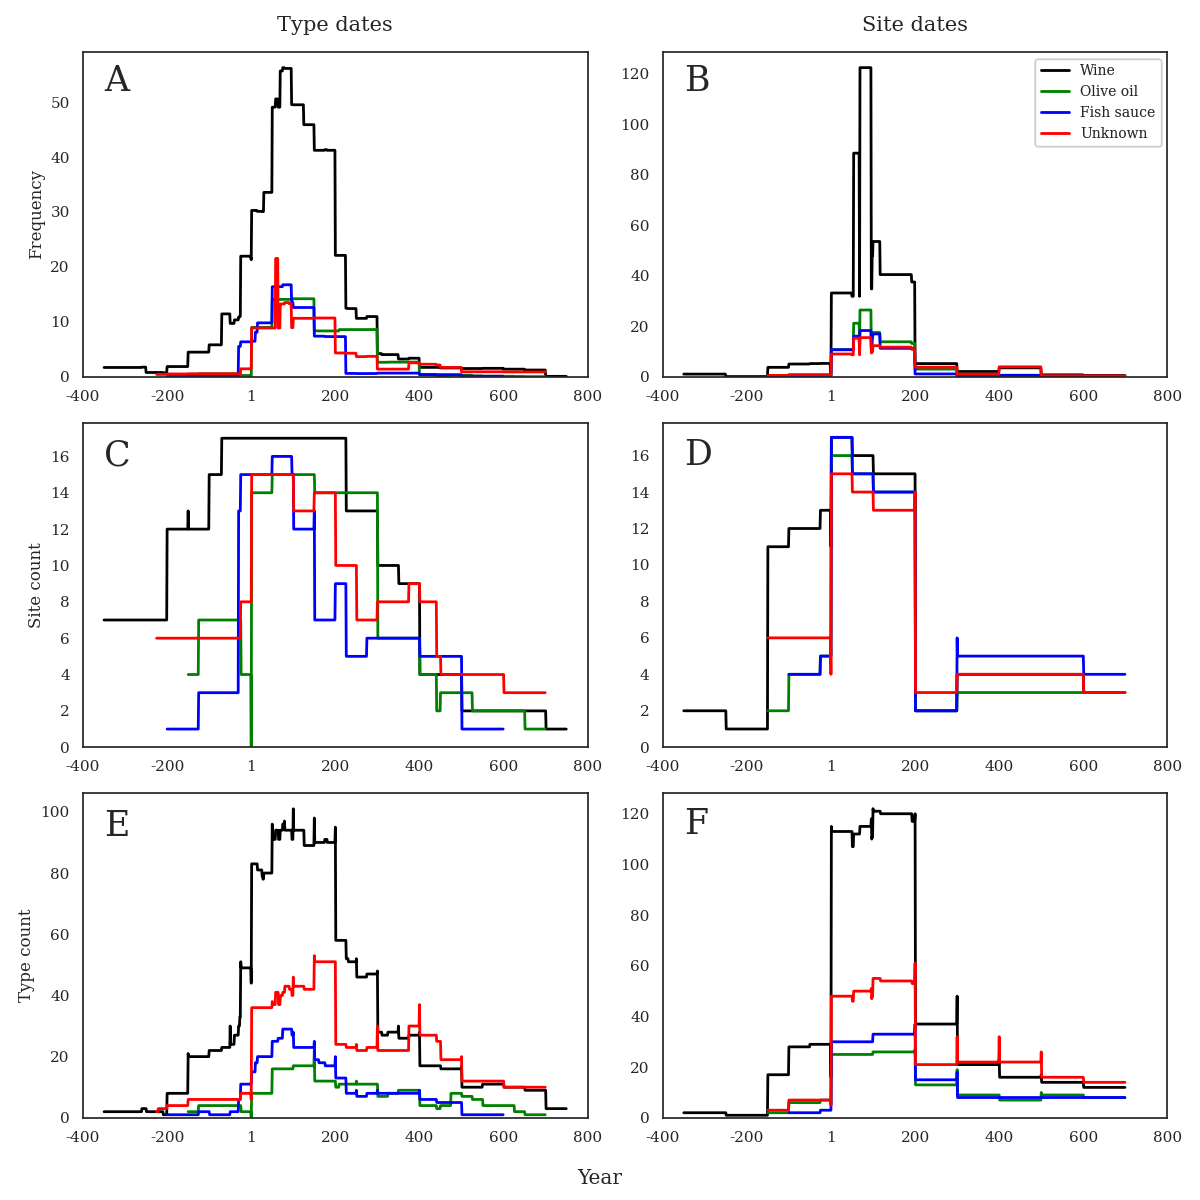 Type dates
Site dates
A
B
Wine
Olive oil
Fish sauce
Unknown
Frequency
50
40
30
20
10
0
120
100
80
60
40
20
0
-400 -200 1 200 400 600 800
-400 -200 1 200 400 600 800
C
D
Site count
16
14
12
10
8
6
4
2
0
16
14
12
10
8
6
4
2
0
-400 -200 1 200 400 600 800
-400 -200 1 200 400 600 800
E
F
Type count
100
80
60
40
20
0
120
100
80
60
40
20
0
-400 -200 1 200 400 600 800
-400 -200 1 200 400 600 800
Year